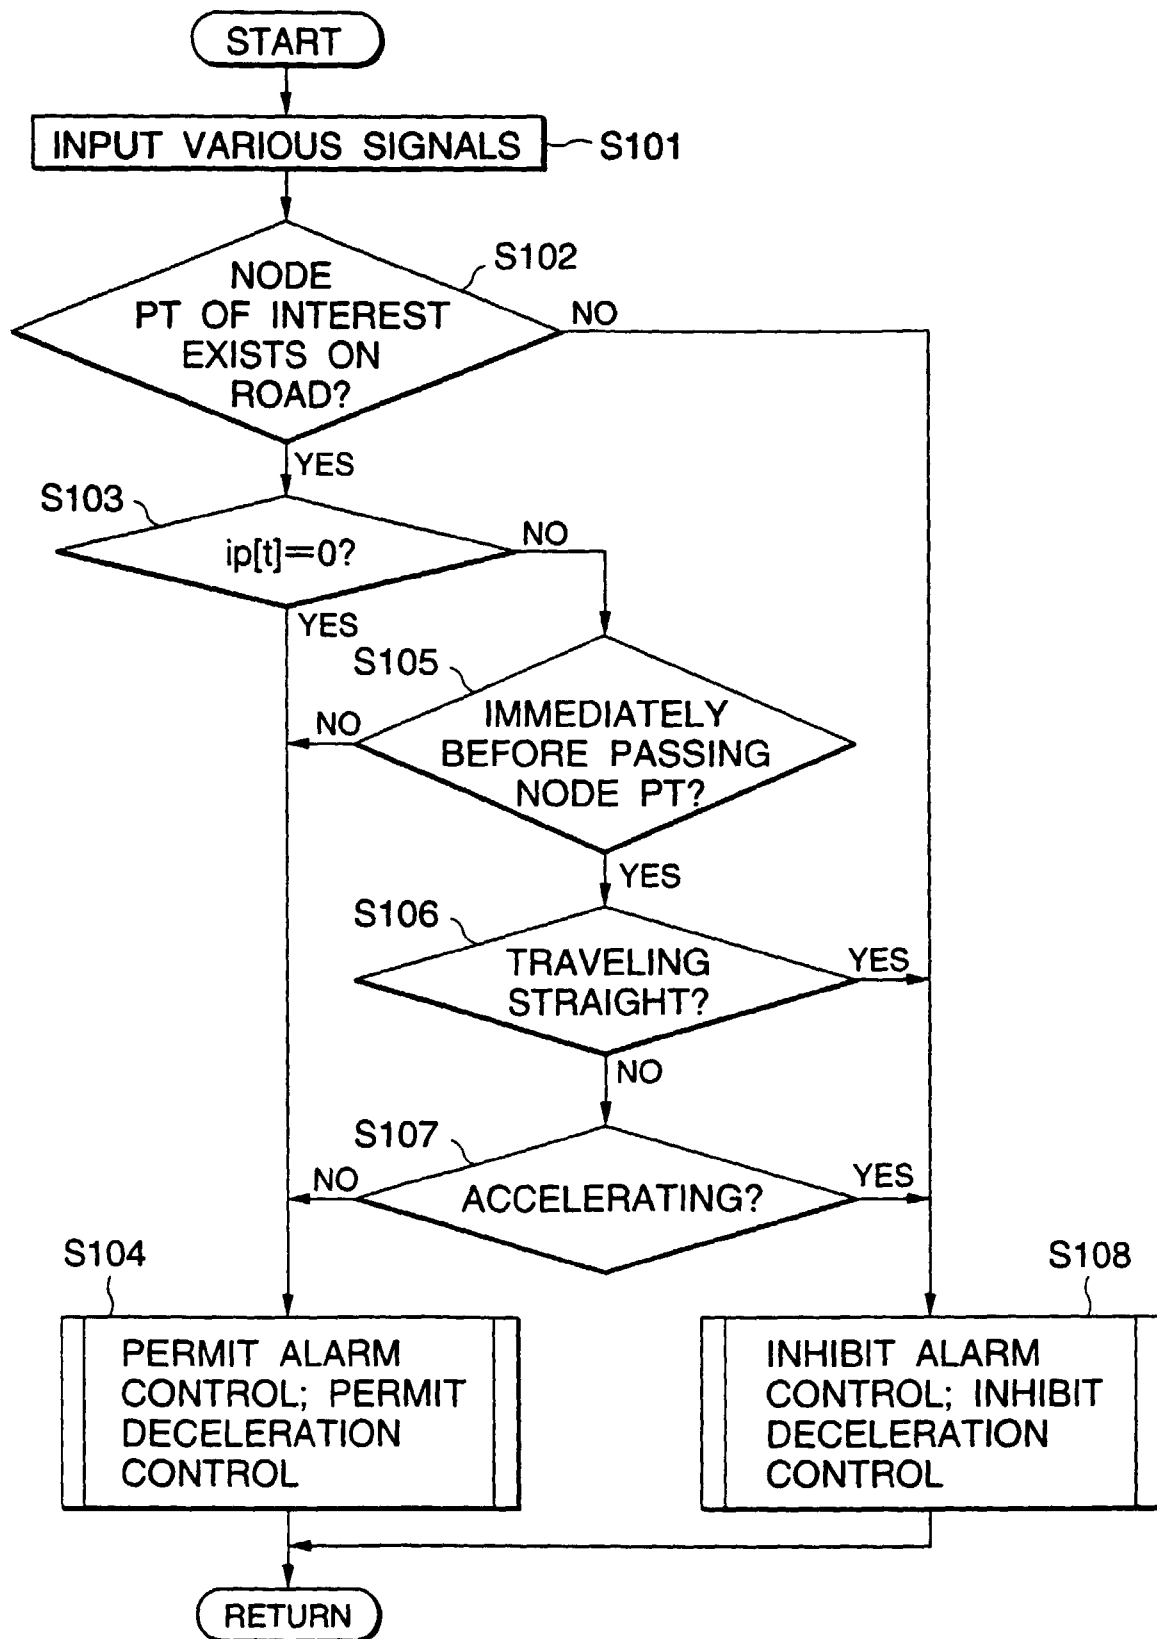 START
INPUT VARIOUS SIGNALS
S101
S102
NODE
PT OF INTEREST
EXISTS ON
ROAD?
NO
YES
S103
ip[t]=0?
NO
YES
S105
IMMEDIATELY
BEFORE PASSING
NODE PT?
NO
YES
S106
TRAVELING
STRAIGHT?
YES
NO
S107
ACCELERATING?
NO
YES
S104
PERMIT ALARM
CONTROL; PERMIT
DECELERATION
CONTROL
S108
INHIBIT ALARM
CONTROL; INHIBIT
DECELERATION
CONTROL
RETURN